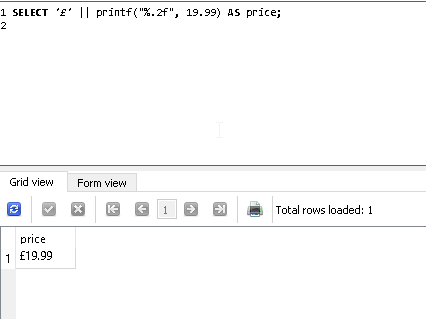 1 SELECT '£' || printf("%.2f", 19.99) AS price;
2
Grid view Form view
1 Total rows loaded: 1
price
1 £19.99